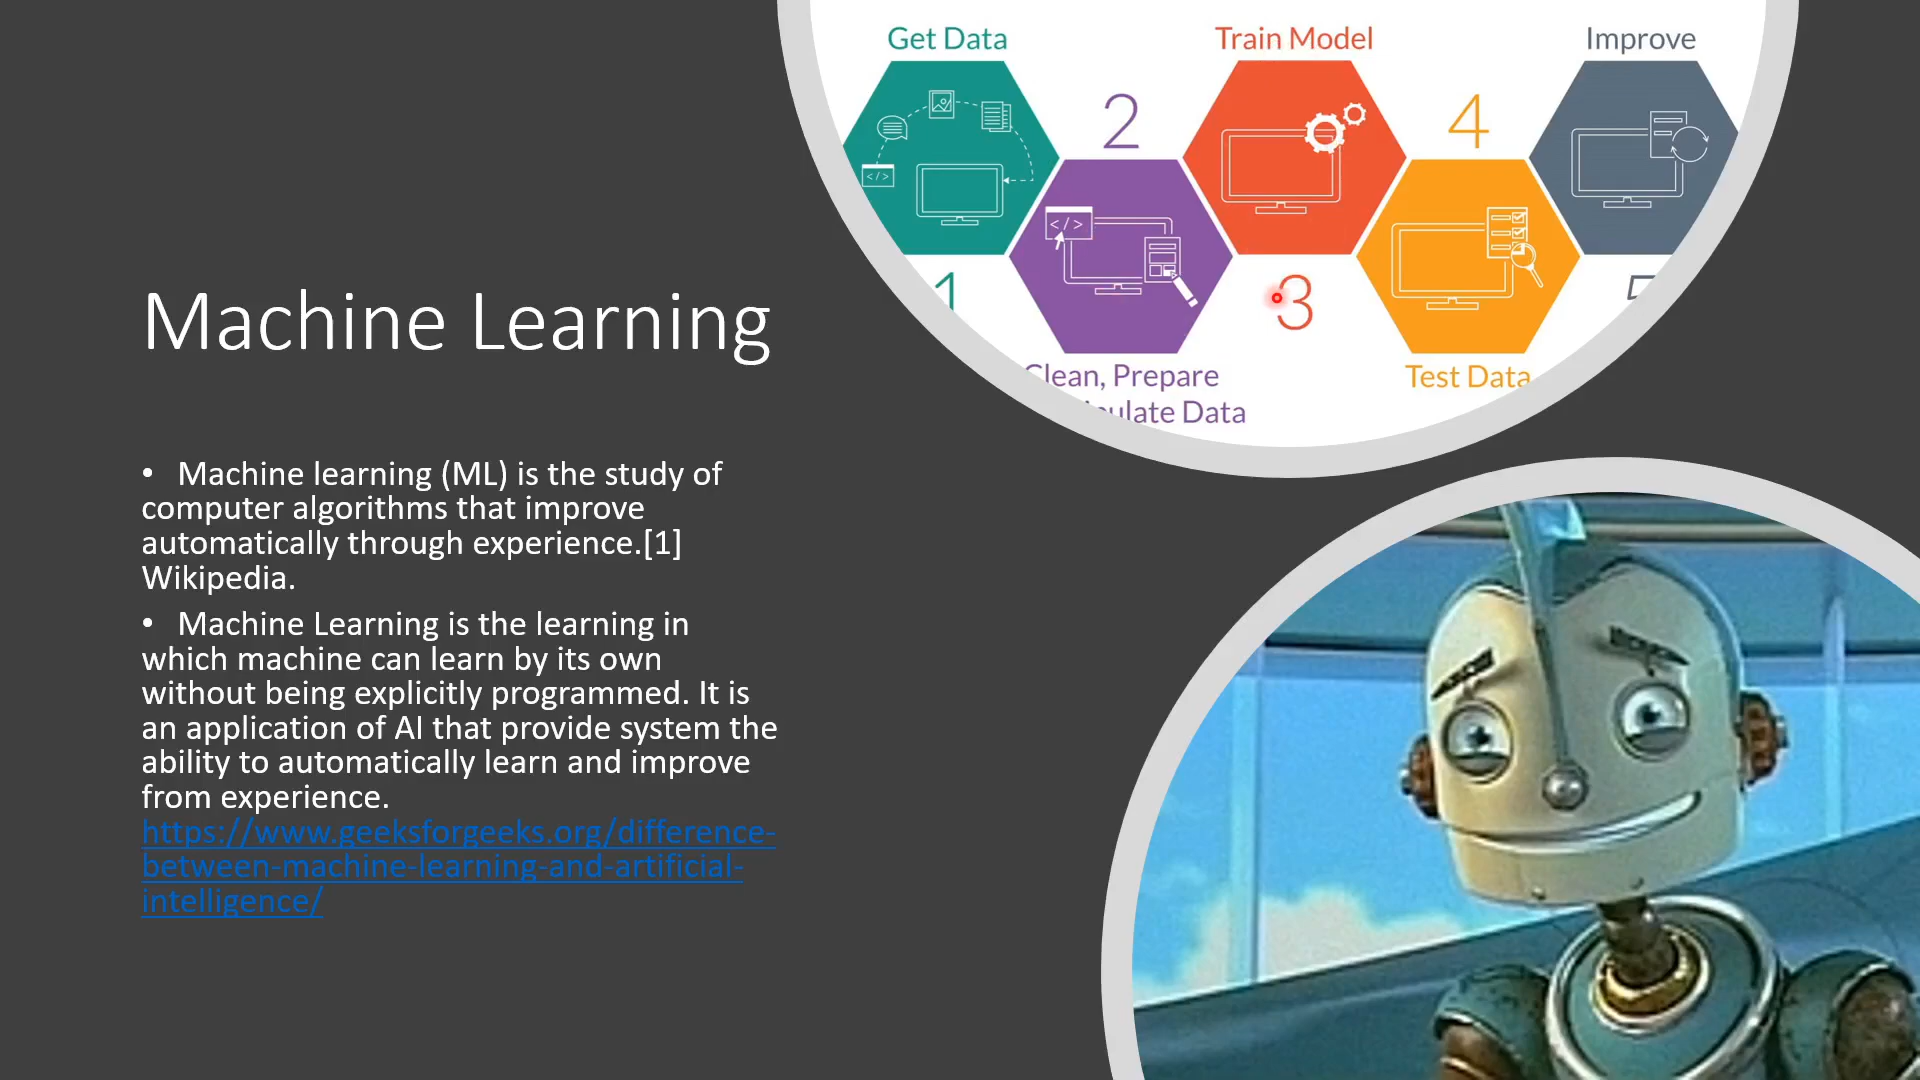 Machine Learning
• Machine learning (ML) is the study of
computer algorithms that improve
automatically through experience.[1]
Wikipedia.
• Machine Learning is the learning in
which machine can learn by its own
without being explicitly programmed. It is
an application of AI that provide system the
ability to automatically learn and improve
from experience.
https://www.geeksforgeeks.org/difference-
between-machine-learning-and-artificial-
intelligence/
Get Data
Train Model
Improve
2
4
</>
</>
1
3
5
Clean, Prepare
Data
Test Data